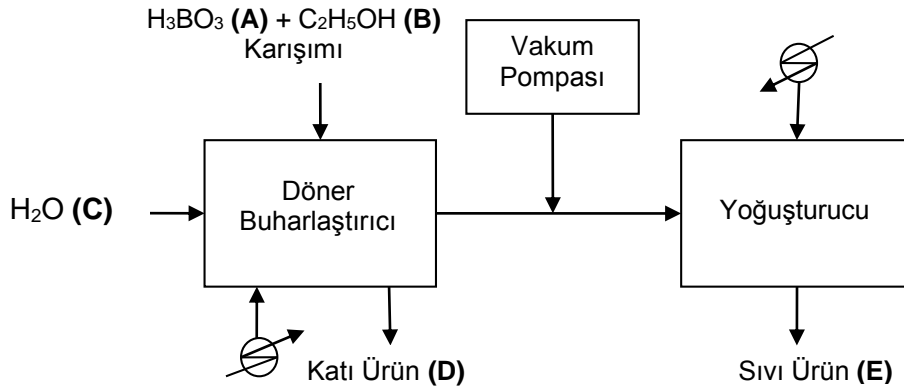 H₃BO₃ (A) + C₂H₅OH (B)
Karışımı
Vakum
Pompası
H₂O (C)
Döner
Buharlaştırıcı
Yoğuşturucu
Katı Ürün (D)
Sıvı Ürün (E)